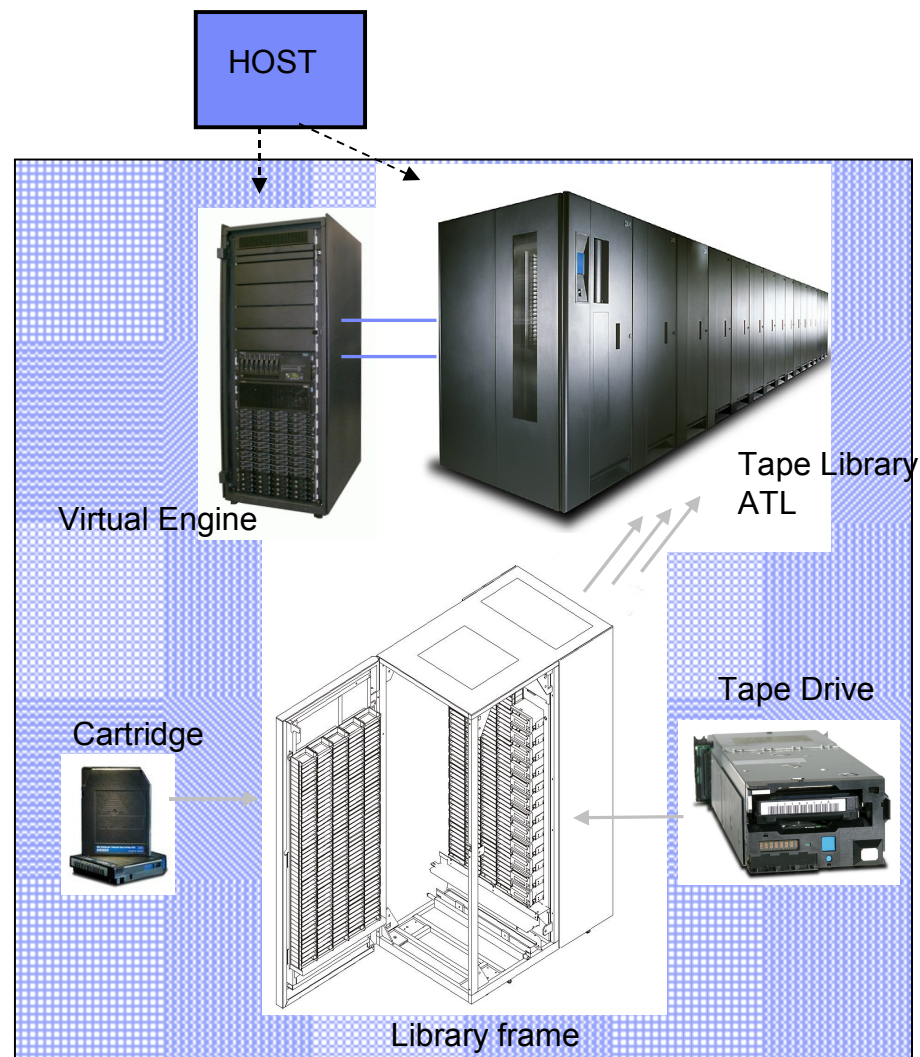 HOST
Virtual Engine
Tape Library
ATL
Tape Drive
Cartridge
Library frame